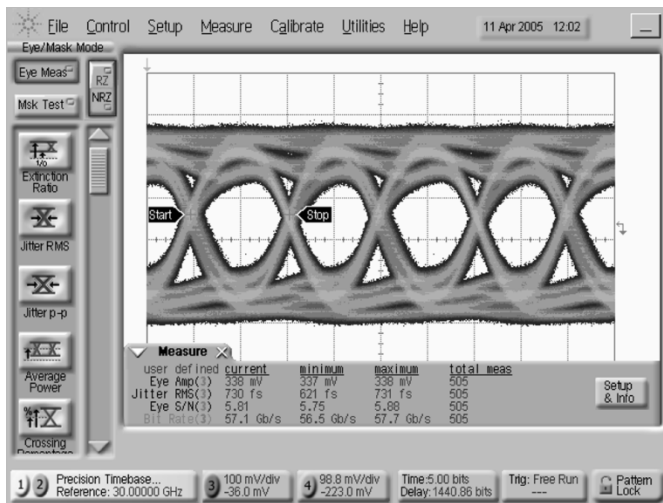 File Control Setup Measure Calibrate Utilities Help 11 Apr 2005 12:02
Eye/Mask Mode
Eye Meas
RZ
NRZ
Msk Test
1/0
Extinction
Ratio
Jitter RMS
Jitter p-p
Average
Power
%
Crossing
Percentage
Start Stop
Measure
user defined current minimum maximum total meas
Eye Amp(3) 338 mV 337 mV 338 mV 505
Jitter RMS(3) 730 fs 621 fs 731 fs 505
Eye S/N(3) 5.81 5.75 5.88 505
Bit Rate(3) 57.1 Gb/s 56.5 Gb/s 57.7 Gb/s 505
Setup
& Info
1 2 Precision Timebase...
Reference: 30.00000 GHz
3 100 mV/div
-36.0 mV
4 98.8 mV/div
-223.0 mV
Time:5.00 bits
Delay:1440.86 bits
Trig: Free Run
---
Pattern
Lock